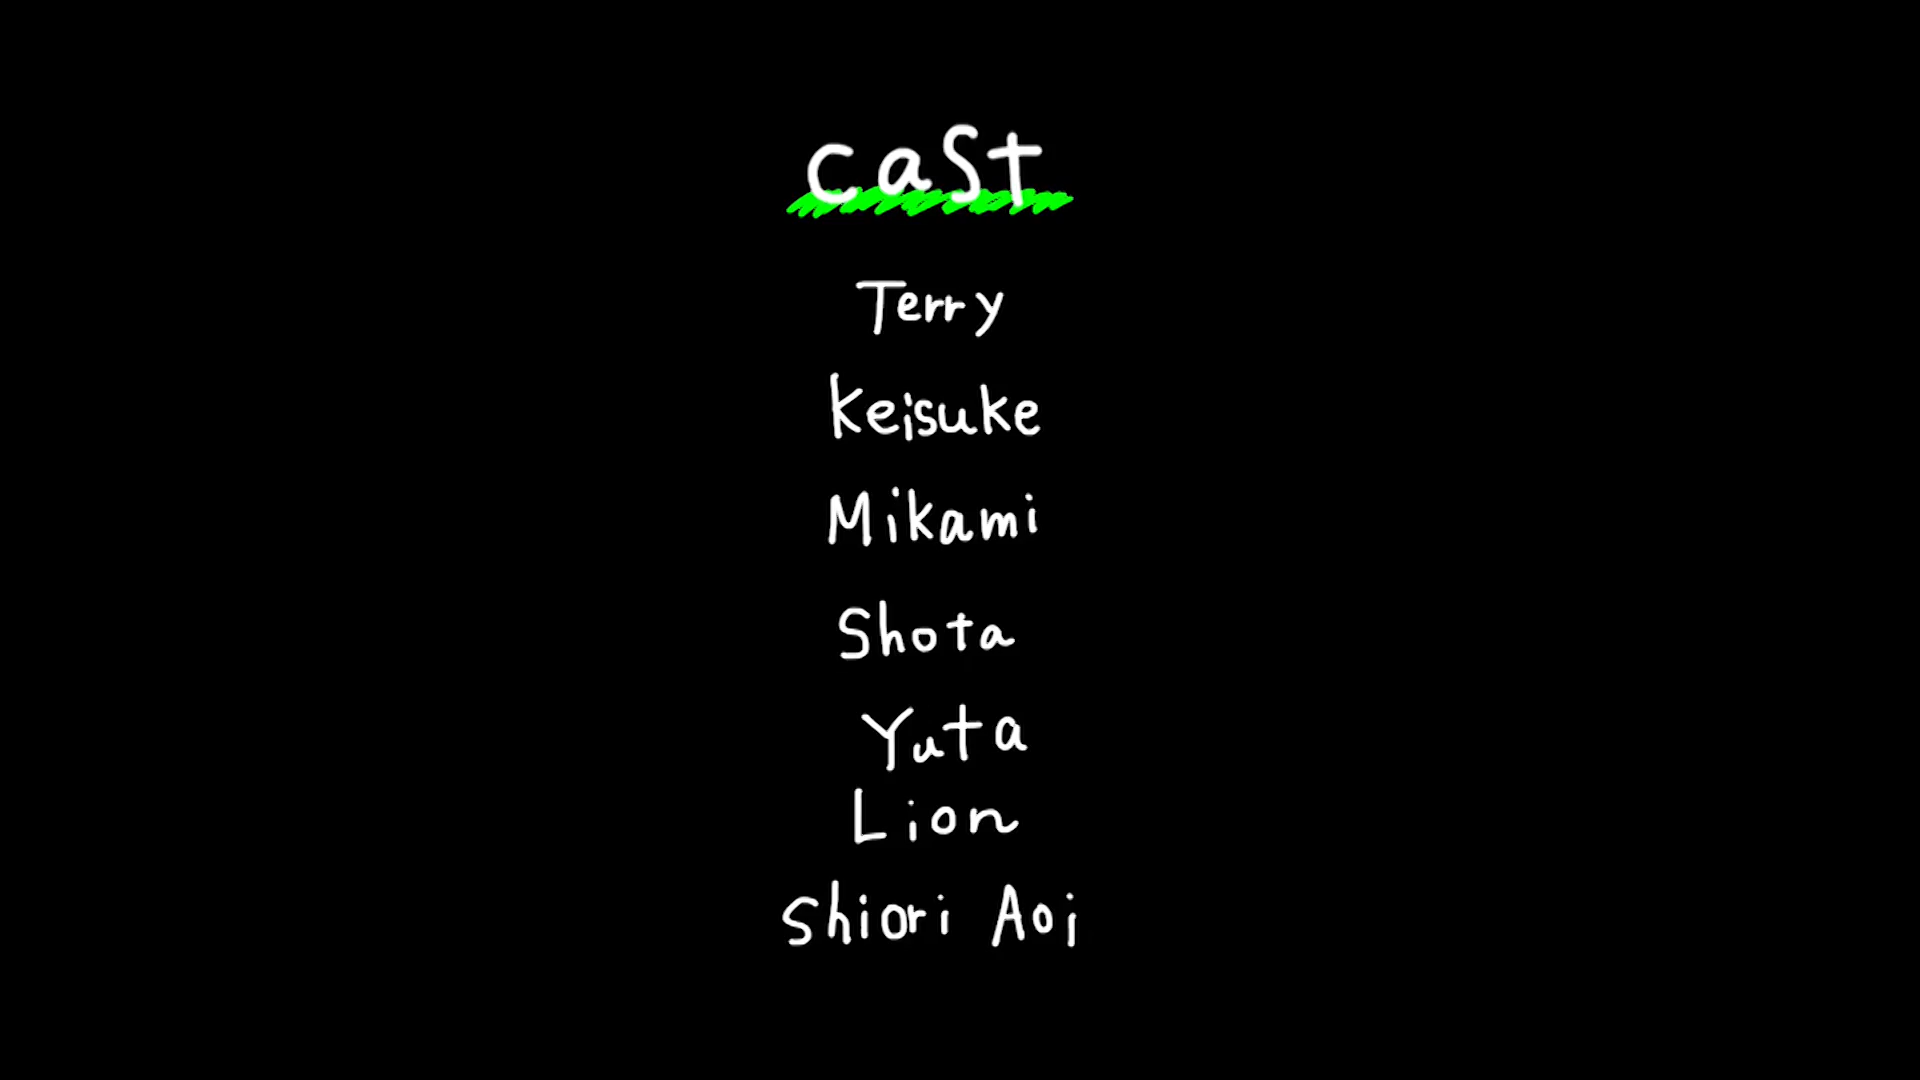 caSt
Terry
Keisuke
Mikami
Shota
Yuta
Lion
Shiori Aoi